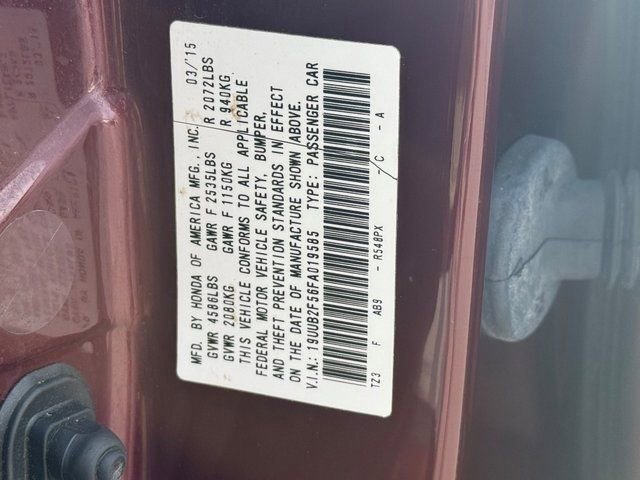 MFD. BY HONDA OF AMERICA MFG., INC. 03/'15
GVWR 4586LBS GAWR F 2535LBS R 2072LBS
GVWR 2080KG GAWR F 1150KG R 940KG
THIS VEHICLE CONFORMS TO ALL APPLICABLE
FEDERAL MOTOR VEHICLE SAFETY, BUMPER,
AND THEFT PREVENTION STANDARDS IN EFFECT
ON THE DATE OF MANUFACTURE SHOWN ABOVE.
V.I.N.: 19UUB2F56FA019585 TYPE: PASSENGER CAR
TZ3 F AB9 - R548PX C - A